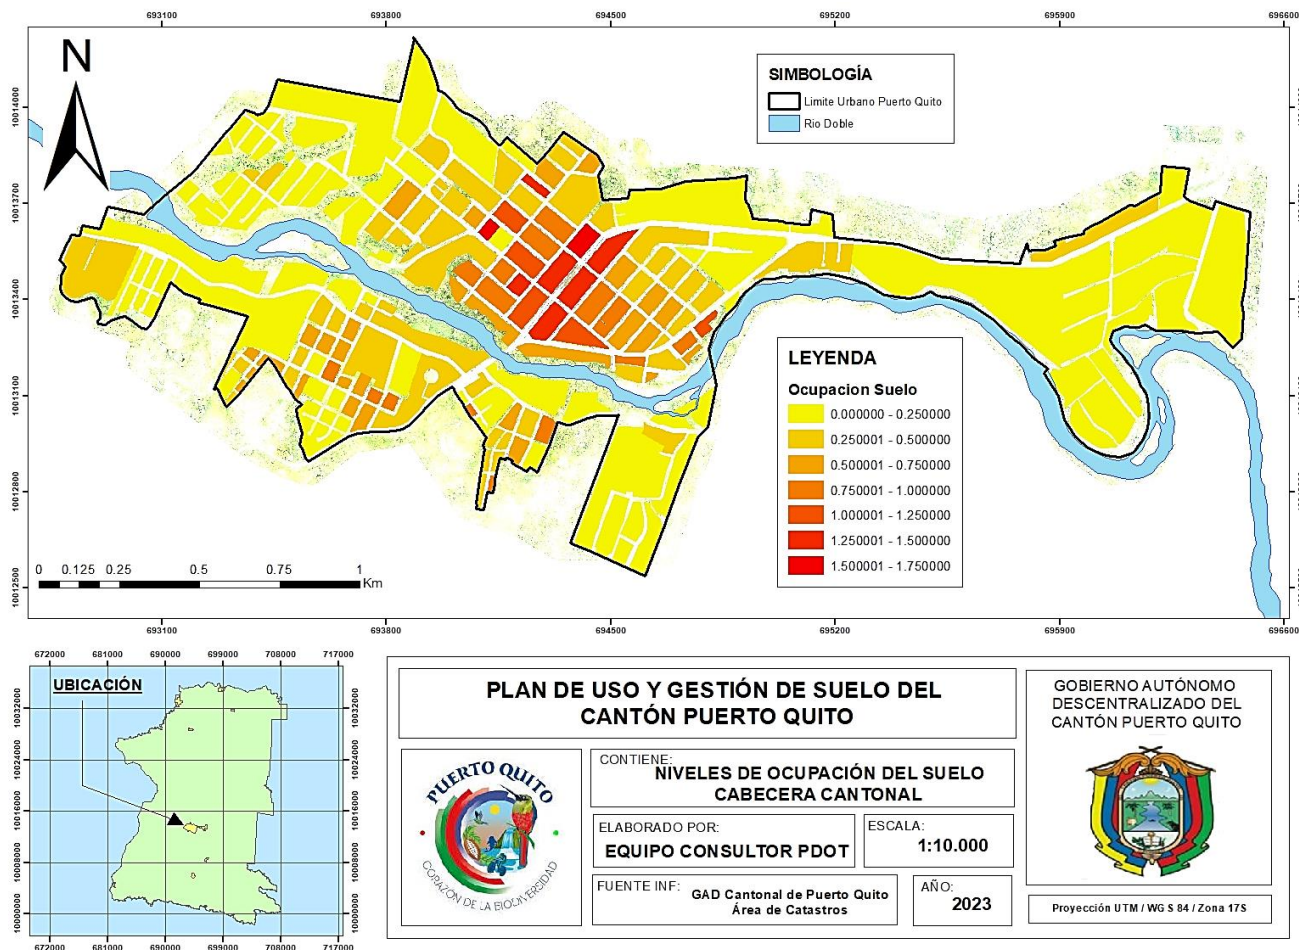 693100 693800 694500 695200 695900 696600
N
SIMBOLOGÍA
Limite Urbano Puerto Quito
Rio Doble
10014000
10013700
10013400
10013100
10012800
10012500
LEYENDA
Ocupacion Suelo
0.000000 - 0.250000
0.250001 - 0.500000
0.500001 - 0.750000
0.750001 - 1.000000
1.000001 - 1.250000
1.250001 - 1.500000
1.500001 - 1.750000
0 0.125 0.25 0.5 0.75 1
Km
693100 693800 694500 695200 695900 696600
672000 681000 690000 699000 708000 717000
UBICACIÓN
10032000 10032000
10024000 10024000
10016000 10016000
10008000 10008000
10000000 10000000
672000 681000 690000 699000 708000 717000
PLAN DE USO Y GESTIÓN DE SUELO DEL
CANTÓN PUERTO QUITO
PUERTO QUITO
CORAZÓN DE LA BIODIVERSIDAD
CONTIENE:
NIVELES DE OCUPACIÓN DEL SUELO
CABECERA CANTONAL
ELABORADO POR:
EQUIPO CONSULTOR PDOT
ESCALA:
1:10.000
FUENTE INF:
GAD Cantonal de Puerto Quito
Área de Catastros
AÑO:
2023
GOBIERNO AUTÓNOMO
DESCENTRALIZADO DEL
CANTÓN PUERTO QUITO
Proyección UTM / WG S 84 / Zona 17S